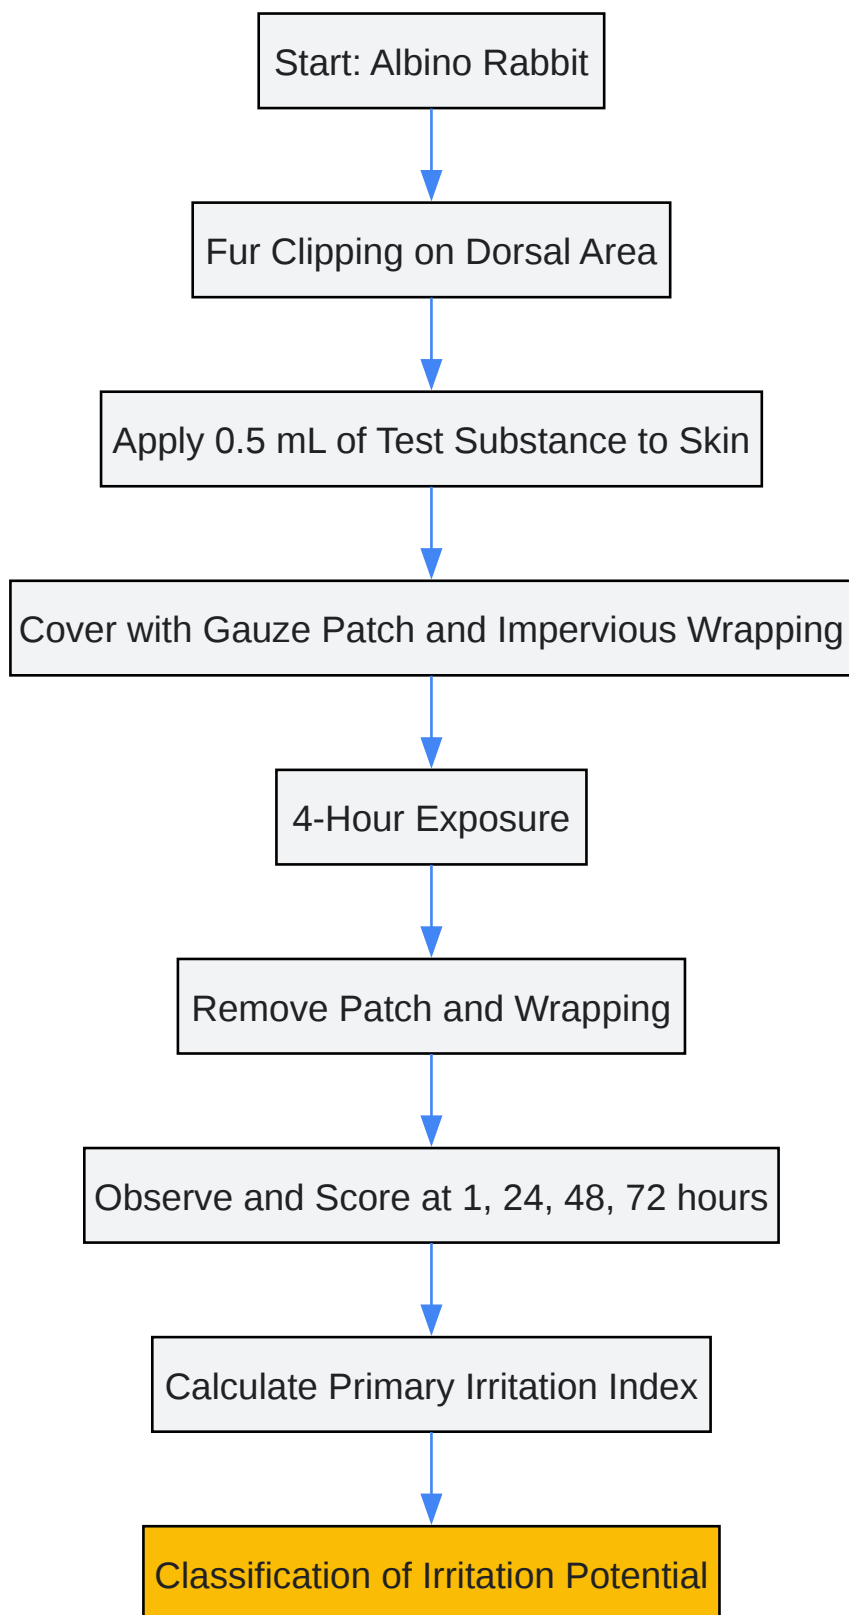 Start: Albino Rabbit
Fur Clipping on Dorsal Area
Apply 0.5 mL of Test Substance to Skin
Cover with Gauze Patch and Impervious Wrapping
4-Hour Exposure
Remove Patch and Wrapping
Observe and Score at 1, 24, 48, 72 hours
Calculate Primary Irritation Index
Classification of Irritation Potential